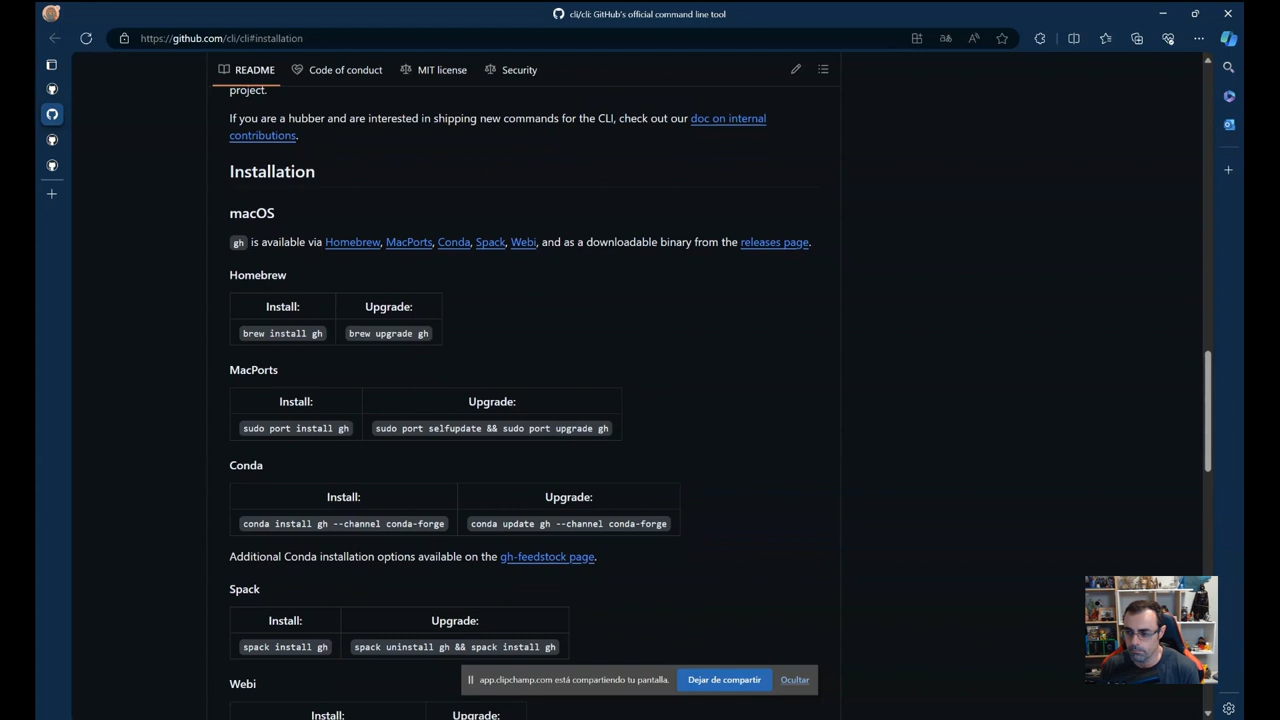 cli/cli: GitHub's official command line tool
https://github.com/cli/cli#installation
README
Code of conduct
MIT license
Security
project.
If you are a hubber and are interested in shipping new commands for the CLI, check out our doc on internal
contributions.
Installation
macOS
gh is available via Homebrew, MacPorts, Conda, Spack, Webi, and as a downloadable binary from the releases page.
Homebrew
Install: Upgrade:
brew install gh brew upgrade gh
MacPorts
Install: Upgrade:
sudo port install gh sudo port selfupdate && sudo port upgrade gh
Conda
Install: Upgrade:
conda install gh --channel conda-forge conda update gh --channel conda-forge
Additional Conda installation options available on the gh-feedstock page.
Spack
Install: Upgrade:
spack install gh spack uninstall gh && spack install gh
app.clipchamp.com está compartiendo tu pantalla. Dejar de compartir Ocultar
Webi
Install: Upgrade: